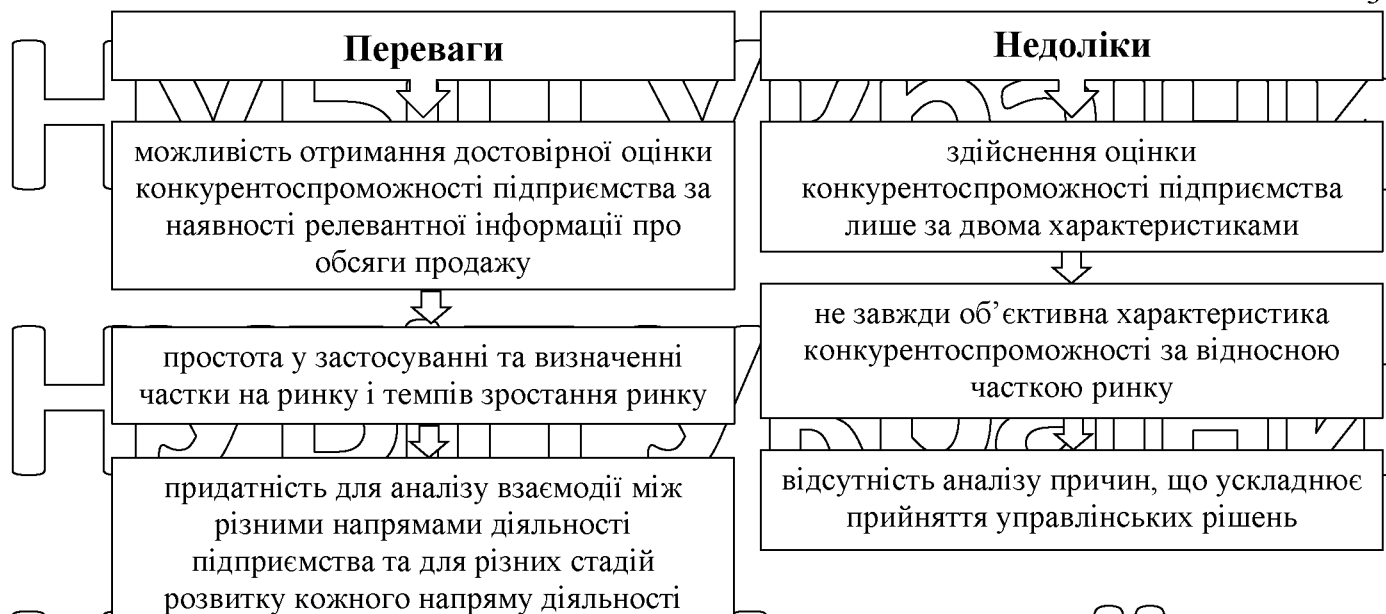 Переваги
можливість отримання достовірної оцінки
конкурентоспроможності підприємства за
наявності релевантної інформації про
обсяги продажу
простота у застосуванні та визначенні
частки на ринку і темпів зростання ринку
придатність для аналізу взаємодії між
різними напрямами діяльності
підприємства та для різних стадій
розвитку кожного напряму діяльності
Недоліки
здійснення оцінки
конкурентоспроможності підприємства
лише за двома характеристиками
не завжди об’єктивна характеристика
конкурентоспроможності за відносною
часткою ринку
відсутність аналізу причин, що ускладнює
прийняття управлінських рішень